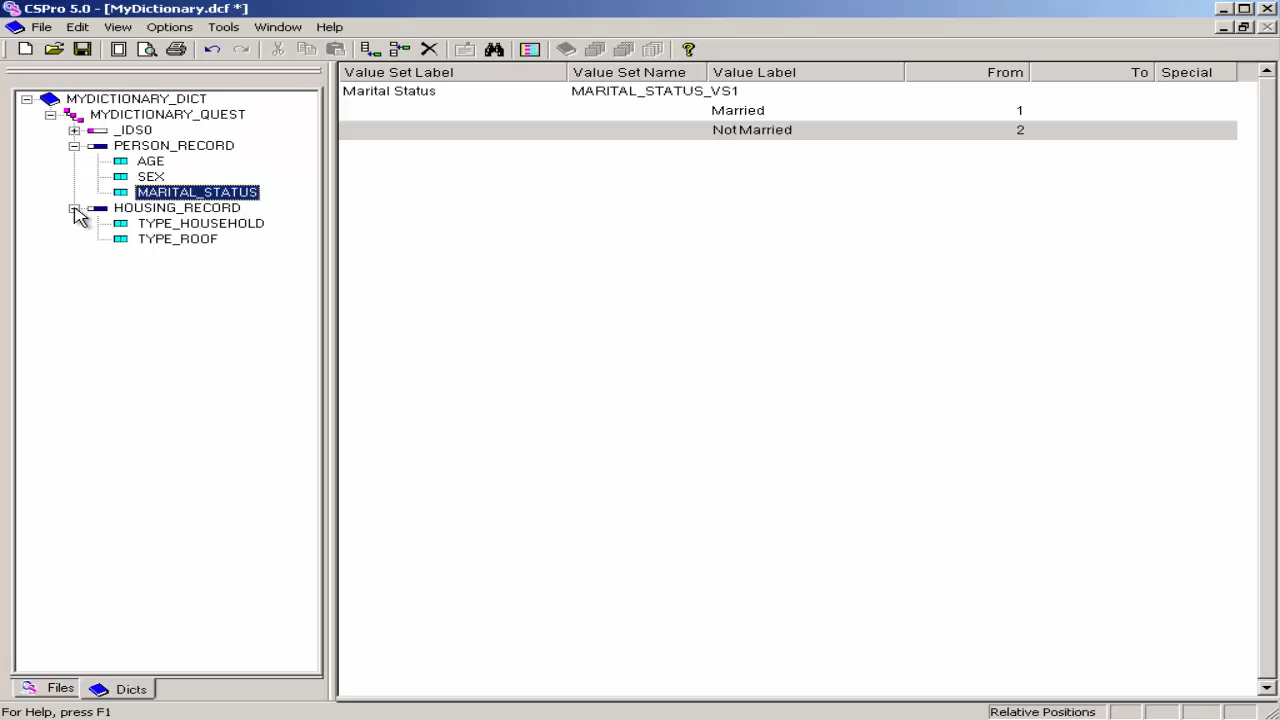 CSPro 5.0 - [MyDictionary.dcf *]
File Edit View Options Tools Window Help
Value Set Label Value Set Name Value Label From To Special
Marital Status MARITAL_STATUS_VS1
Married 1
Not Married 2
MYDICTIONARY_DICT
MYDICTIONARY_QUEST
_IDS0
PERSON_RECORD
AGE
SEX
MARITAL_STATUS
HOUSING_RECORD
TYPE_HOUSEHOLD
TYPE_ROOF
Files Dicts
For Help, press F1 Relative Positions